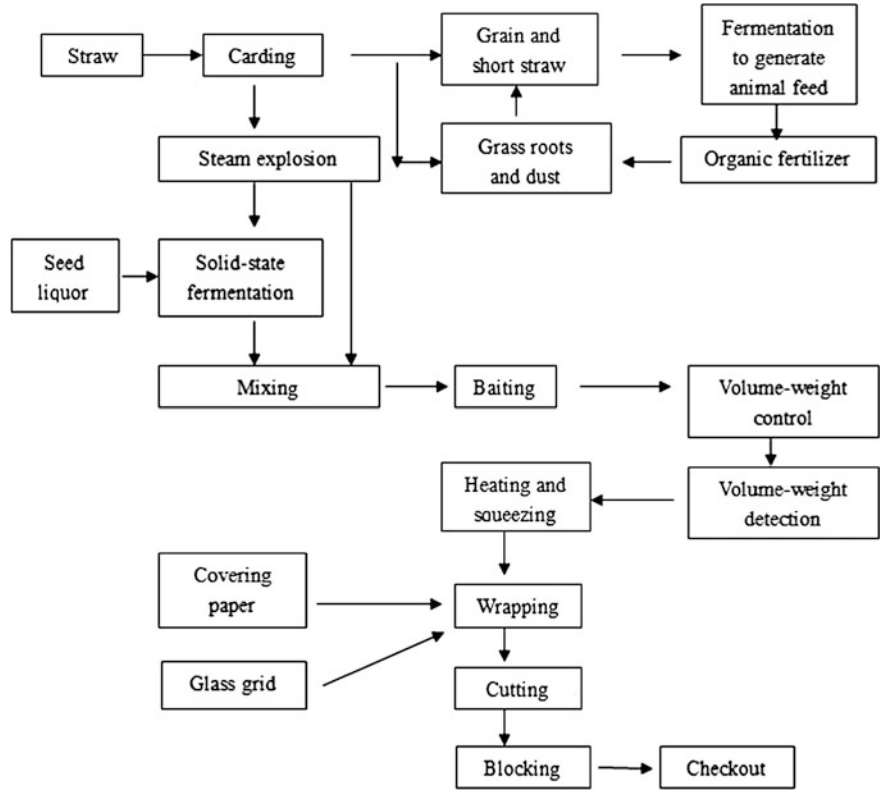 Straw
Carding
Grain and
short straw
Fermentation
to generate
animal feed
Steam explosion
Grass roots
and dust
Organic fertilizer
Seed
liquor
Solid-state
fermentation
Mixing
Baiting
Volume-weight
control
Heating and
squeezing
Volume-weight
detection
Covering
paper
Wrapping
Glass grid
Cutting
Blocking
Checkout